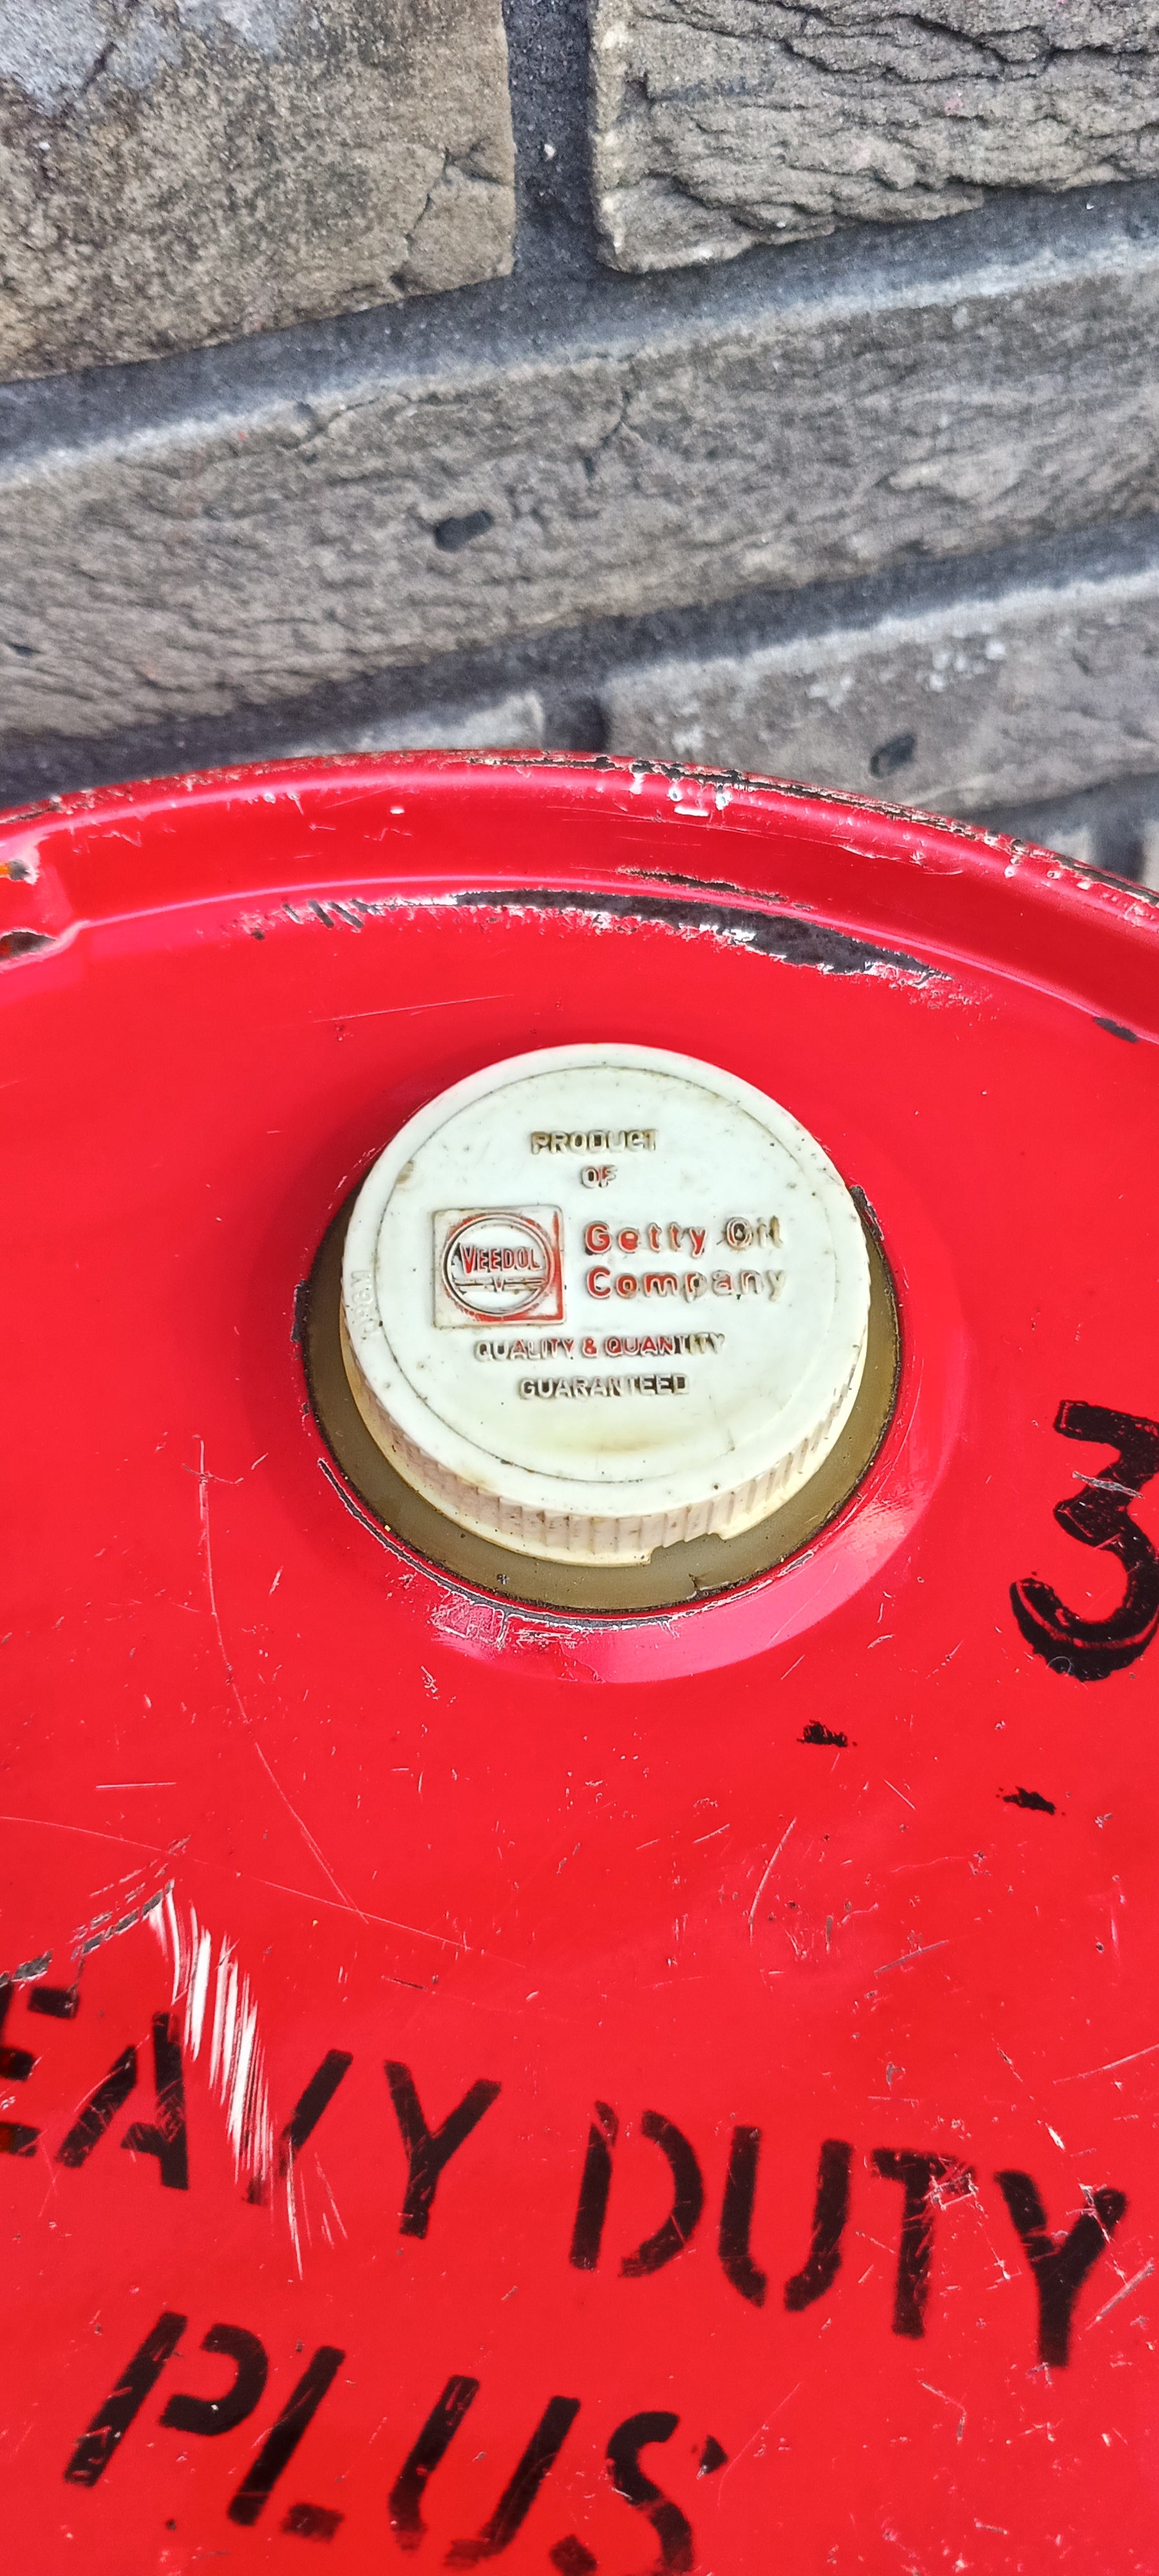 PRODUCT
OF
VEEDOL
V
Getty Oil
Company
QUALITY & QUANTITY
GUARANTEED
3
EAVY DUTY
PLUS